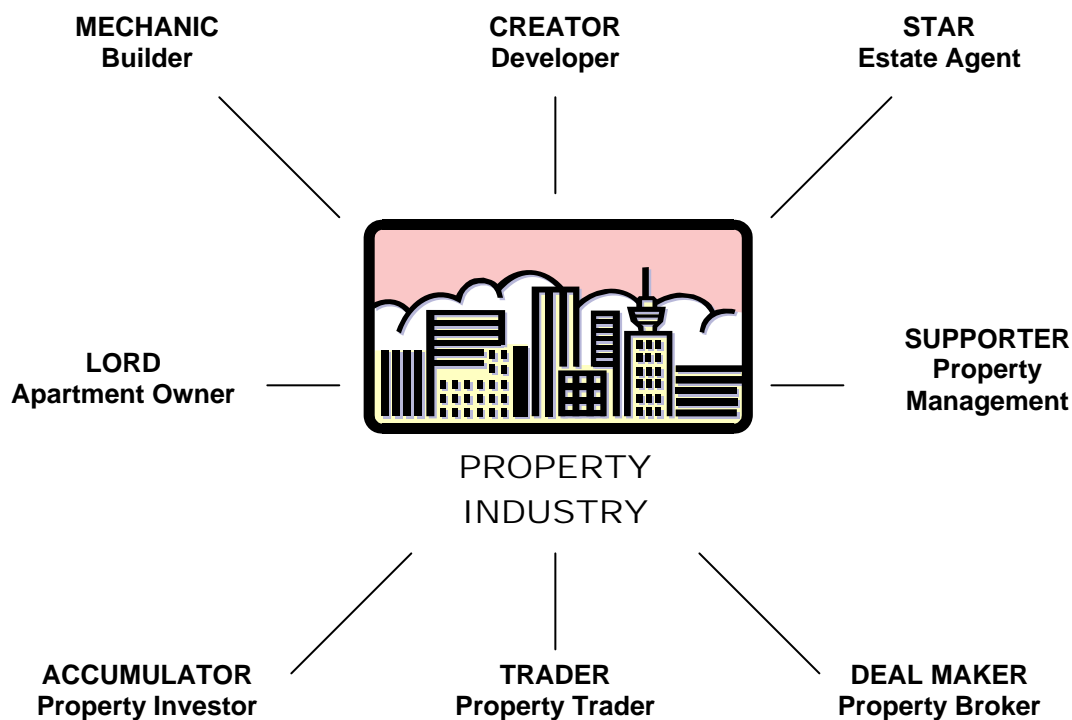 MECHANIC
Builder
CREATOR
Developer
STAR
Estate Agent
LORD
Apartment Owner
SUPPORTER
Property
Management
PROPERTY
INDUSTRY
ACCUMULATOR
Property Investor
TRADER
Property Trader
DEAL MAKER
Property Broker